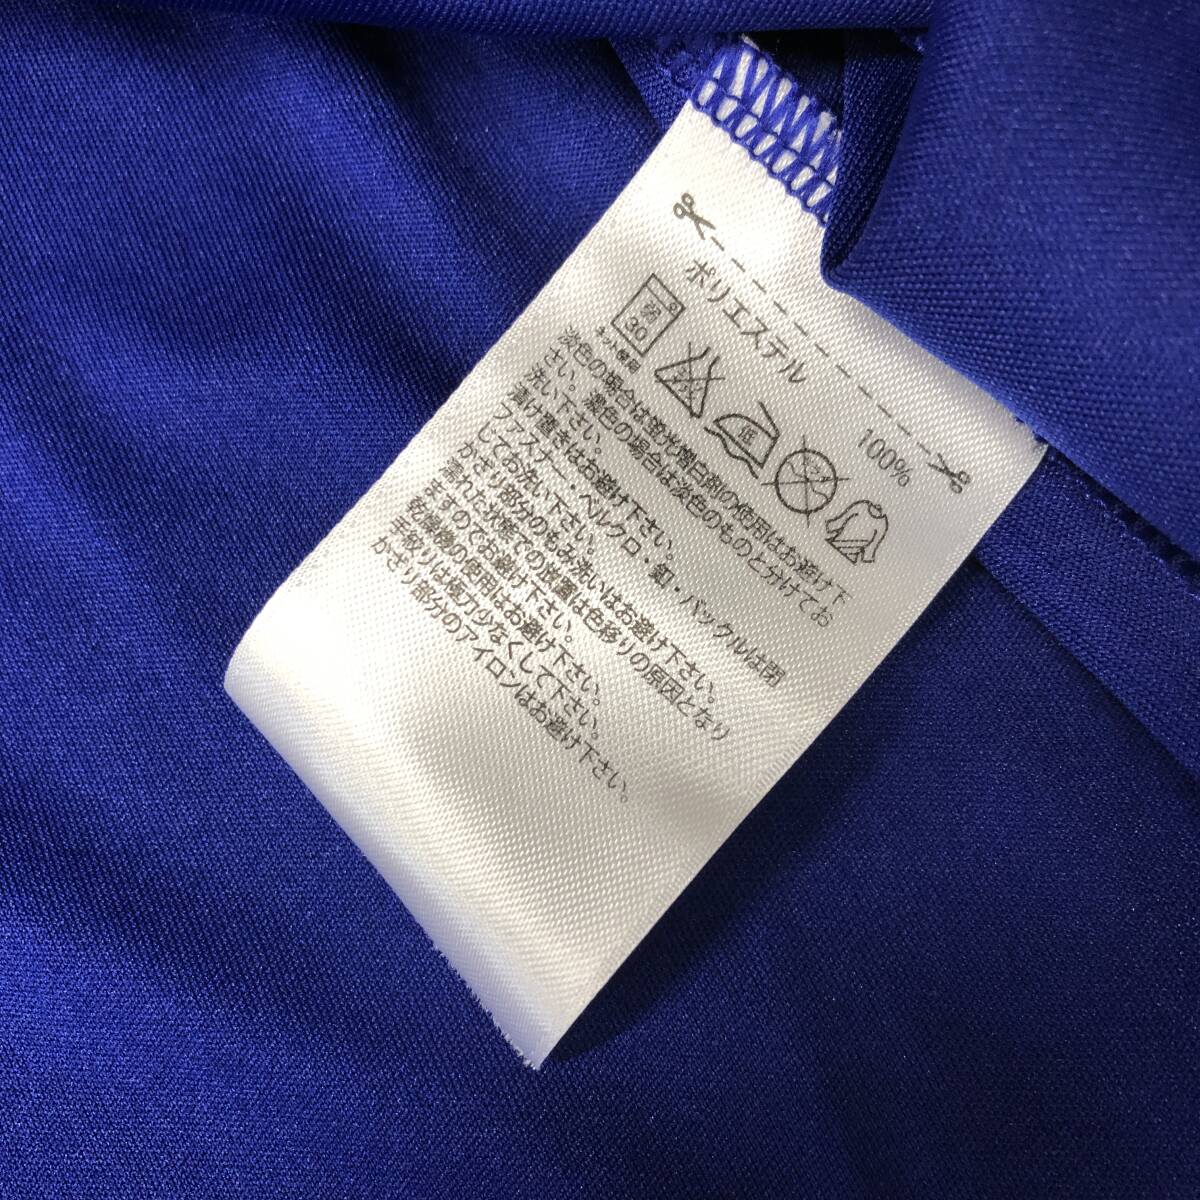 ポリエステル 100%
弱 30
ネット使用
低
淡色の場合は蛍光増白剤の使用はお避け下
さい。濃色の場合は淡色のものと分けてお
洗い下さい。
漬け置きはお避け下さい。
ファスナー・ベルクロ・釦・バックルは閉
じてお洗い下さい。
かざり部分のもみ洗いはお避け下さい。
濡れた状態での放置は色移りの原因となり
ますのでお避け下さい。
乾燥機の使用はお避け下さい。
手絞りは極力少なくして下さい。
かざり部分のアイロンはお避け下さい。